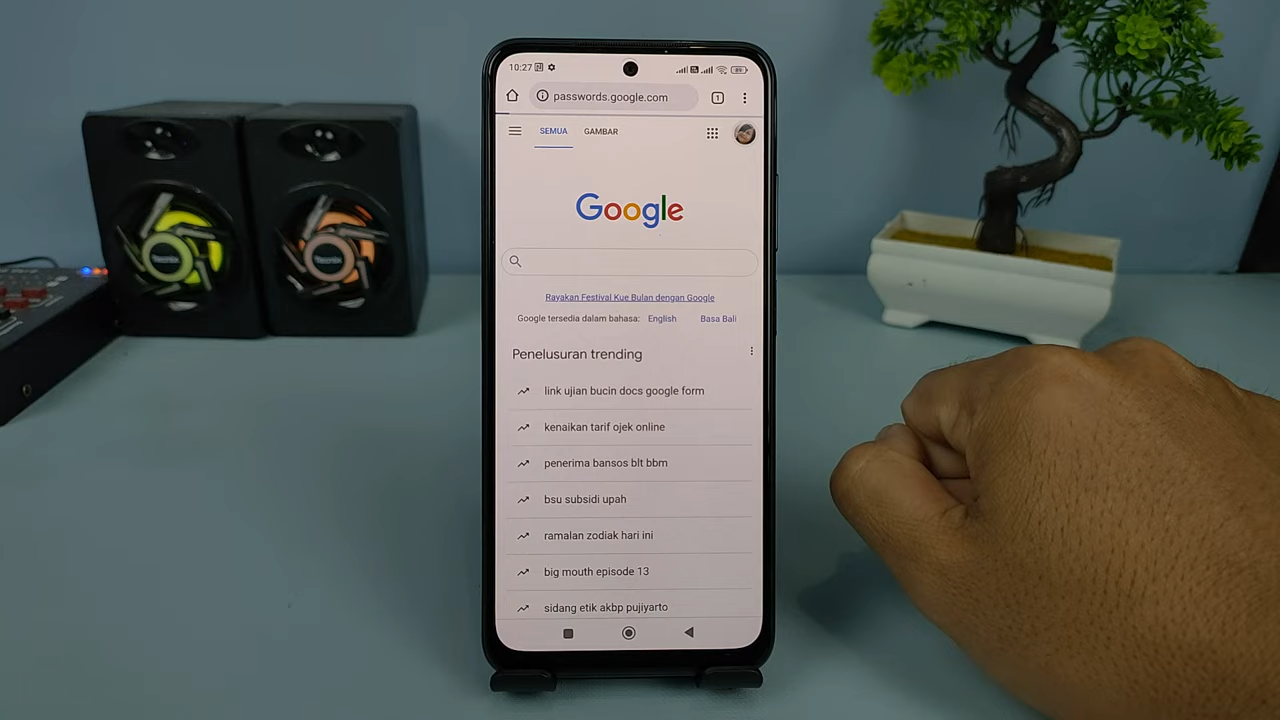 10:27
89
passwords.google.com
1
SEMUA GAMBAR
Google
Rayakan Festival Kue Bulan dengan Google
Google tersedia dalam bahasa: English Basa Bali
Penelusuran trending
link ujian bucin docs google form
kenaikan tarif ojek online
penerima bansos blt bbm
bsu subsidi upah
ramalan zodiak hari ini
big mouth episode 13
sidang etik akbp pujiyarto